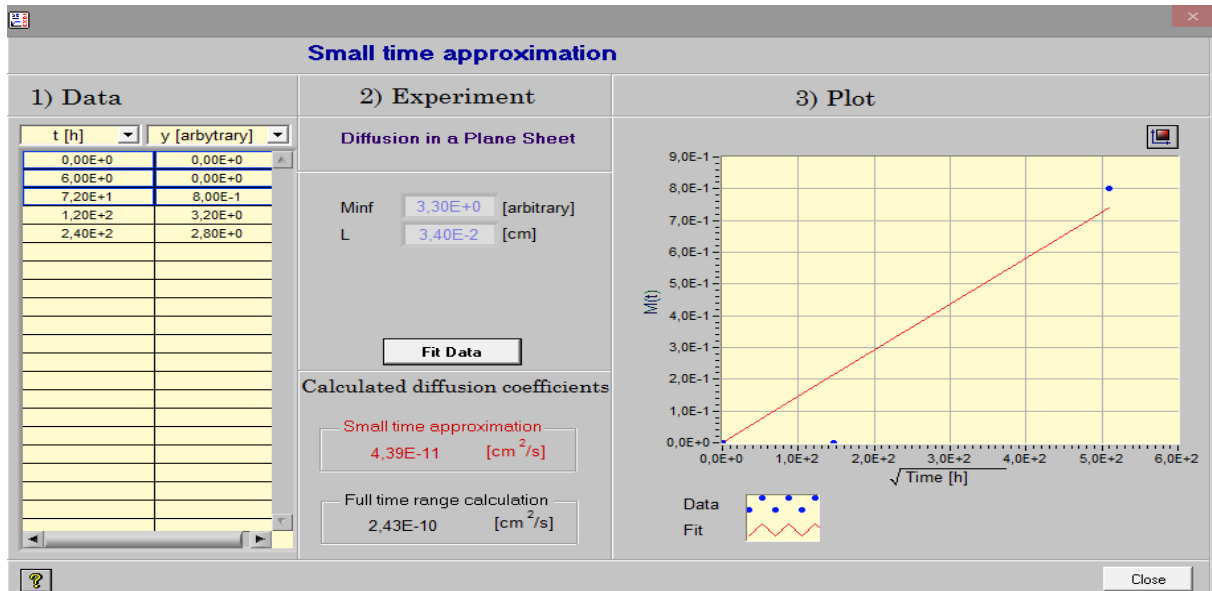 Small time approximation
1) Data
2) Experiment
3) Plot
t [h] y [arbytrary]
0,00E+0 0,00E+0
6,00E+0 0,00E+0
7,20E+1 8,00E-1
1,20E+2 3,20E+0
2,40E+2 2,80E+0
Diffusion in a Plane Sheet
Minf 3,30E+0 [arbitrary]
L 3,40E-2 [cm]
Fit Data
Calculated diffusion coefficients
Small time approximation
4,39E-11 [cm²/s]
Full time range calculation
2,43E-10 [cm²/s]
9,0E-1
8,0E-1
7,0E-1
6,0E-1
5,0E-1
4,0E-1
3,0E-1
2,0E-1
1,0E-1
0,0E+0
M(t)
0,0E+0 1,0E+2 2,0E+2 3,0E+2 4,0E+2 5,0E+2 6,0E+2
√Time [h]
Data
Fit
?
Close